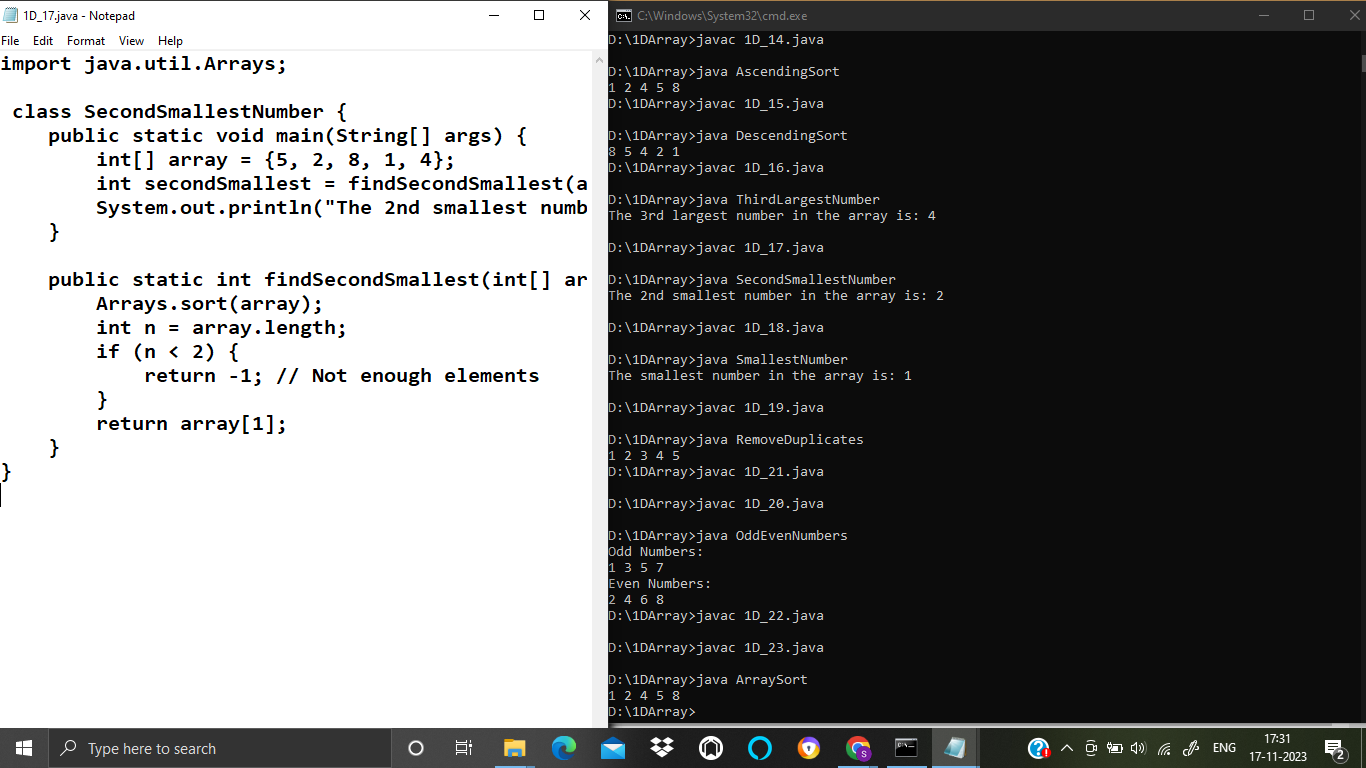 1D_17.java - Notepad
File Edit Format View Help
import java.util.Arrays;
class SecondSmallestNumber {
public static void main(String[] args) {
int[] array = {5, 2, 8, 1, 4};
int secondSmallest = findSecondSmallest(a
System.out.println("The 2nd smallest numb
}
public static int findSecondSmallest(int[] ar
Arrays.sort(array);
int n = array.length;
if (n < 2) {
return -1; // Not enough elements
}
return array[1];
}
}
C:\Windows\System32\cmd.exe
D:\1DArray>javac 1D_14.java
D:\1DArray>java AscendingSort
1 2 4 5 8
D:\1DArray>javac 1D_15.java
D:\1DArray>java DescendingSort
8 5 4 2 1
D:\1DArray>javac 1D_16.java
D:\1DArray>java ThirdLargestNumber
The 3rd largest number in the array is: 4
D:\1DArray>javac 1D_17.java
D:\1DArray>java SecondSmallestNumber
The 2nd smallest number in the array is: 2
D:\1DArray>javac 1D_18.java
D:\1DArray>java SmallestNumber
The smallest number in the array is: 1
D:\1DArray>javac 1D_19.java
D:\1DArray>java RemoveDuplicates
1 2 3 4 5
D:\1DArray>javac 1D_21.java
D:\1DArray>javac 1D_20.java
D:\1DArray>java OddEvenNumbers
Odd Numbers:
1 3 5 7
Even Numbers:
2 4 6 8
D:\1DArray>javac 1D_22.java
D:\1DArray>javac 1D_23.java
D:\1DArray>java ArraySort
1 2 4 5 8
D:\1DArray>
Type here to search
S
ENG
17:31
17-11-2023
2